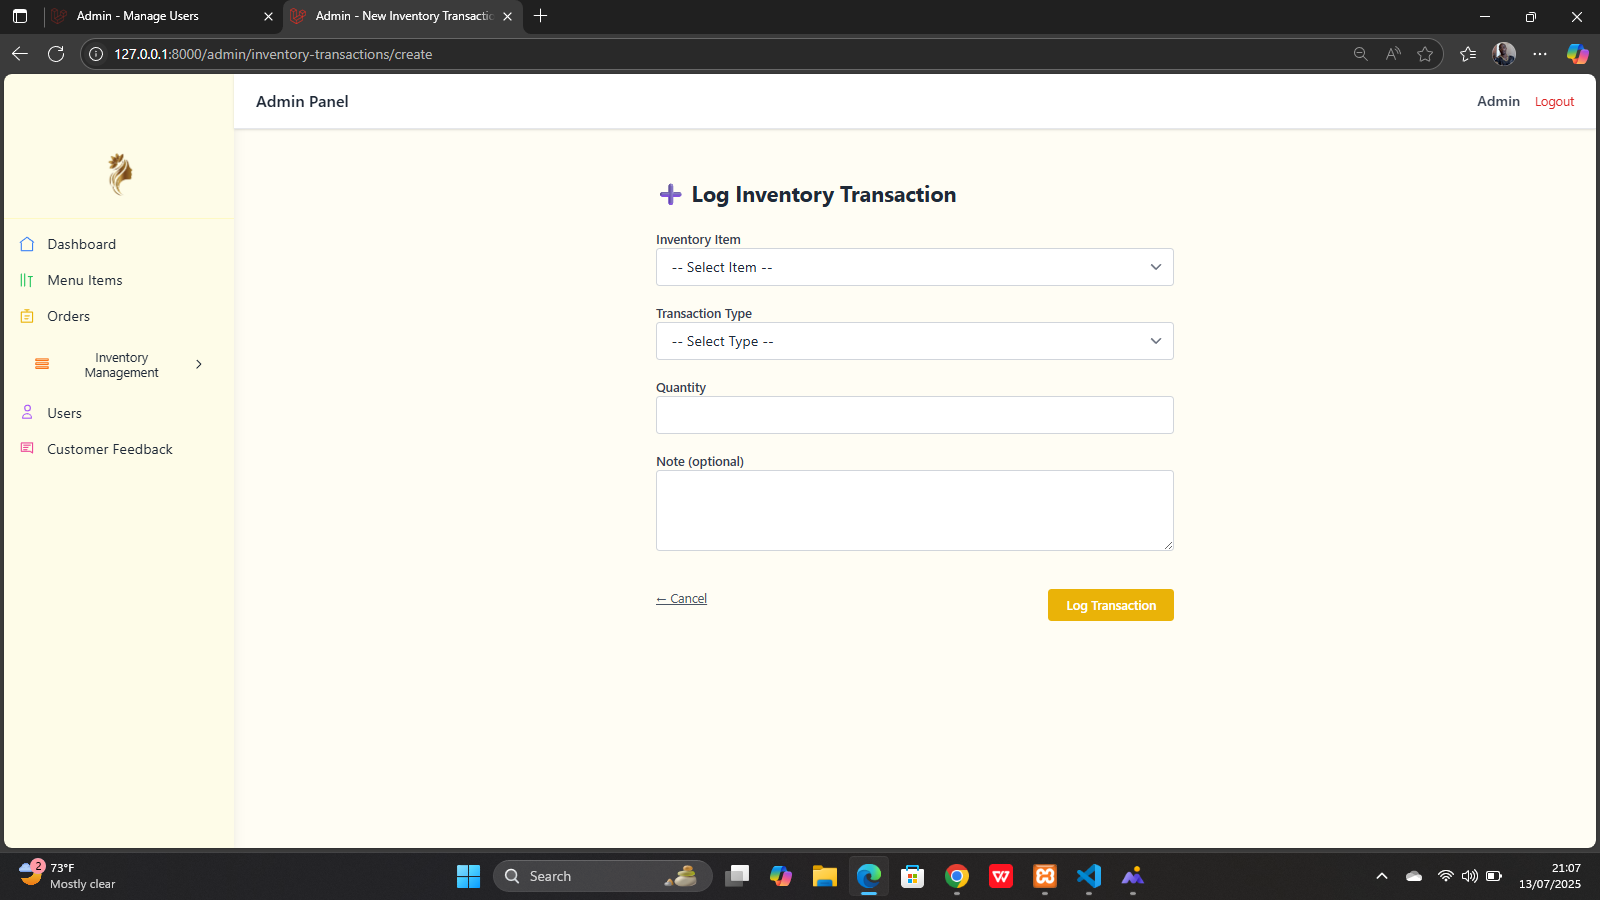 Admin - Manage Users
Admin - New Inventory Transactic
127.0.0.1:8000/admin/inventory-transactions/create
Admin Panel
Admin
Logout
Dashboard
Menu Items
Orders
Inventory
Management
Users
Customer Feedback
Log Inventory Transaction
Inventory Item
-- Select Item --
Transaction Type
-- Select Type --
Quantity
Note (optional)
← Cancel
Log Transaction
2
73°F
Mostly clear
Search
21:07
13/07/2025